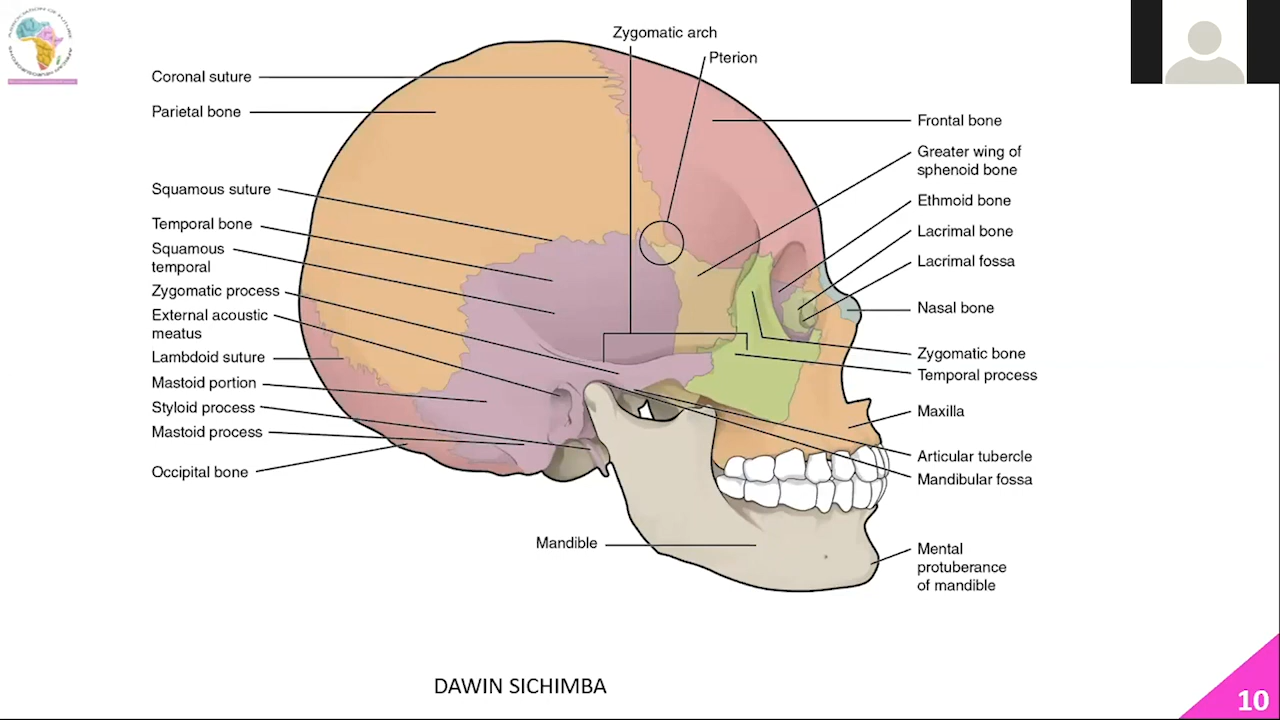 Zygomatic arch
Pterion
Coronal suture
Parietal bone
Squamous suture
Temporal bone
Squamous
temporal
Zygomatic process
External acoustic
meatus
Lambdoid suture
Mastoid portion
Styloid process
Mastoid process
Occipital bone
Frontal bone
Greater wing of
sphenoid bone
Ethmoid bone
Lacrimal bone
Lacrimal fossa
Nasal bone
Zygomatic bone
Temporal process
Maxilla
Articular tubercle
Mandibular fossa
Mandible
Mental
protuberance
of mandible
DAWIN SICHIMBA
10